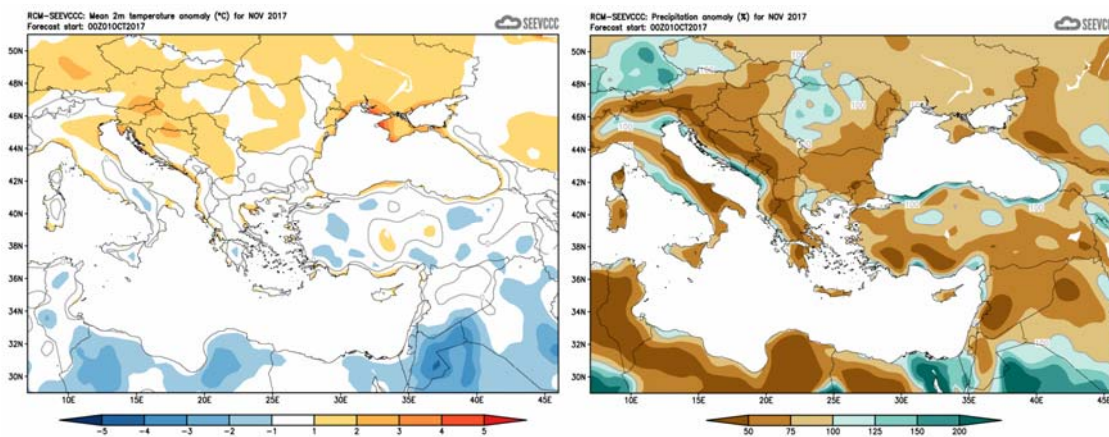 RCM-SEEVCCC: Mean 2m temperature anomaly (°C) for NOV 2017
Forecast start: 00Z01OCT2017
SEEVCCC
50N
48N
46N
44N
42N
40N
38N
36N
34N
32N
30N
10E 15E 20E 25E 30E 35E 40E 45E
-5 -4 -3 -2 -1 1 2 3 4 5
RCM-SEEVCCC: Precipitation anomaly (%) for NOV 2017
Forecast start: 00Z01OCT2017
SEEVCCC
50N
48N
46N
44N
42N
40N
38N
36N
34N
32N
30N
10E 15E 20E 25E 30E 35E 40E 45E
50 75 100 125 150 200